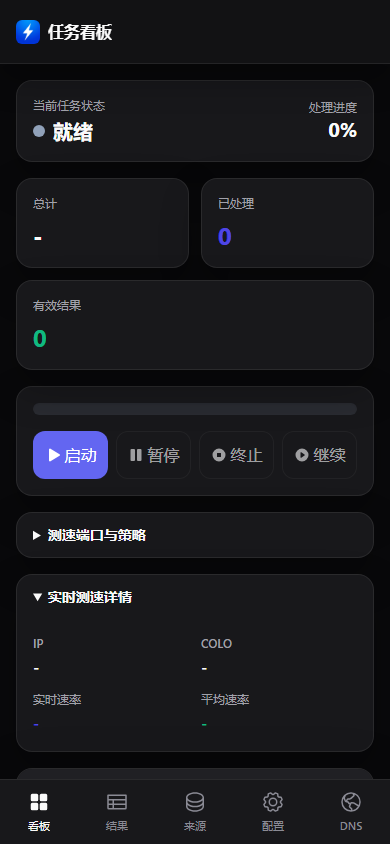 任务看板
当前任务状态
处理进度
就绪
0%
总计
已处理
-
0
有效结果
0
启动
暂停
终止
继续
测速端口与策略
实时测速详情
IP
COLO
-
-
实时速率
平均速率
-
-
看板
结果
来源
配置
DNS